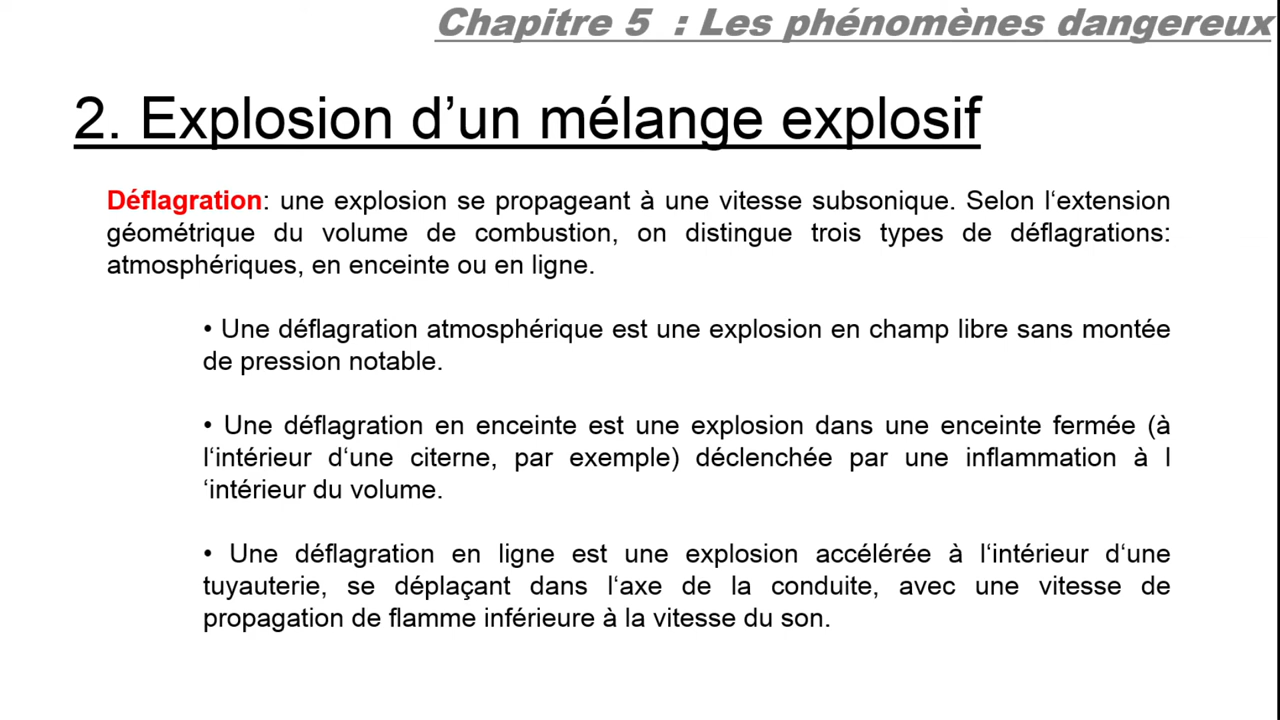 Chapitre 5  : Les phénomènes dangereux
2. Explosion d’un mélange explosif
Déflagration: une explosion se propageant à une vitesse subsonique. Selon l‘extension
géométrique du volume de combustion, on distingue trois types de déflagrations:
atmosphériques, en enceinte ou en ligne.
• Une déflagration atmosphérique est une explosion en champ libre sans montée
de pression notable.
• Une déflagration en enceinte est une explosion dans une enceinte fermée (à
l‘intérieur d‘une citerne, par exemple) déclenchée par une inflammation à l
‘intérieur du volume.
• Une déflagration en ligne est une explosion accélérée à l‘intérieur d‘une
tuyauterie, se déplaçant dans l‘axe de la conduite, avec une vitesse de
propagation de flamme inférieure à la vitesse du son.